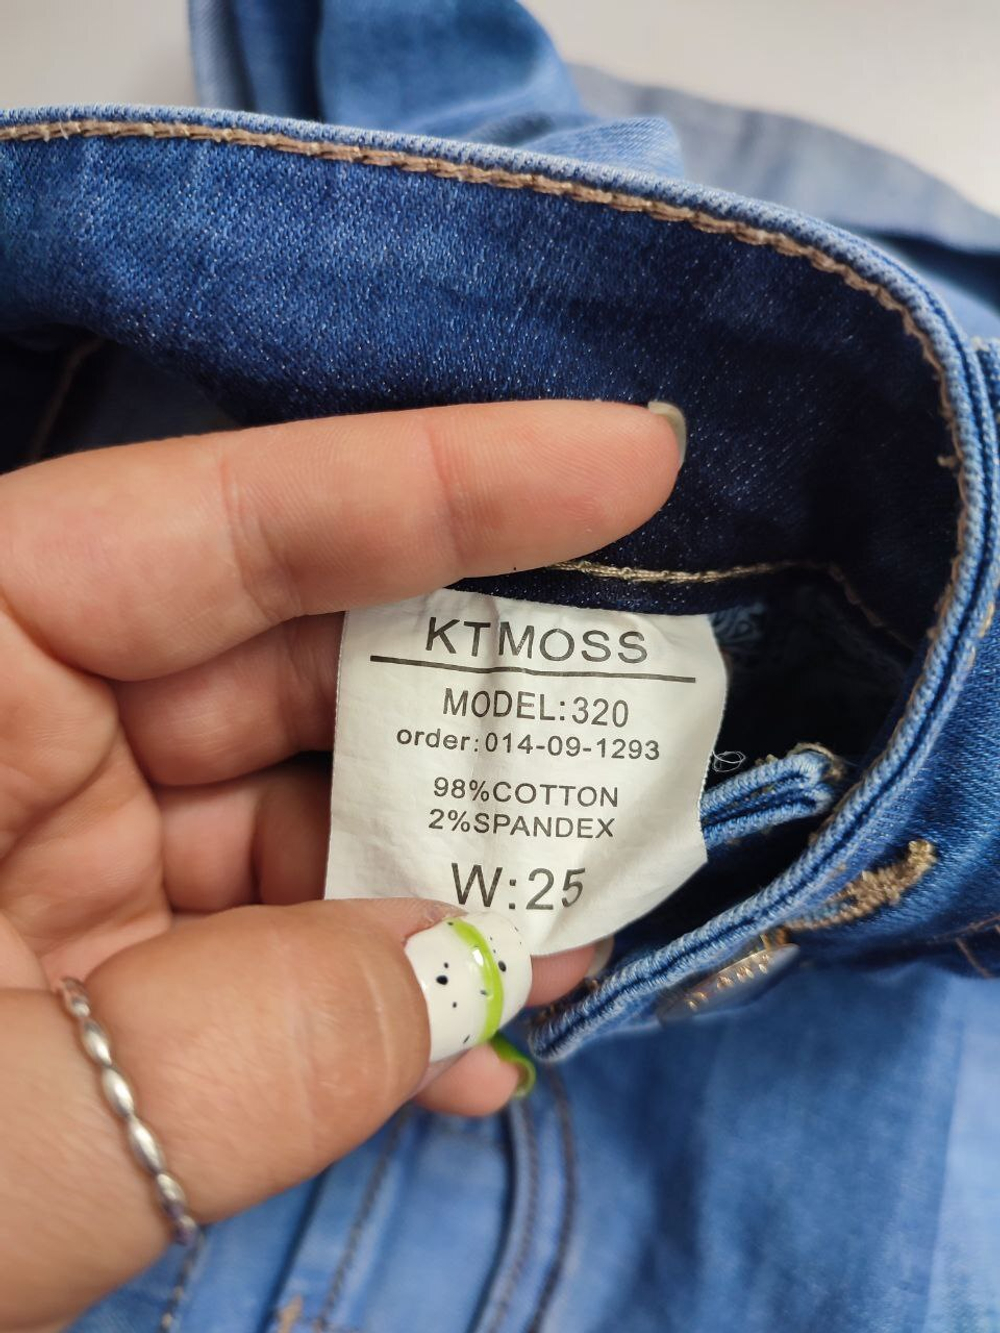 KTMOSS
MODEL:320
order:014-09-1293
98%COTTON
2%SPANDEX
W:25